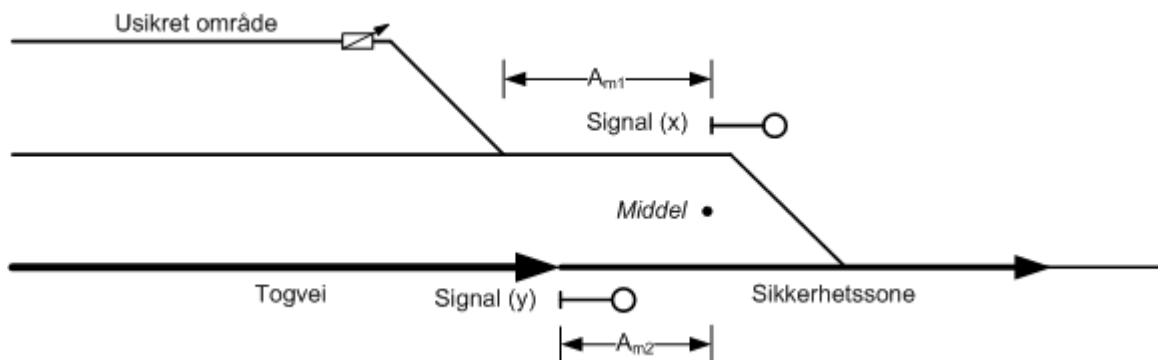 Usikret område
Am1
Signal (x)
Middel
Togvei
Signal (y)
Sikkerhetssone
Am2